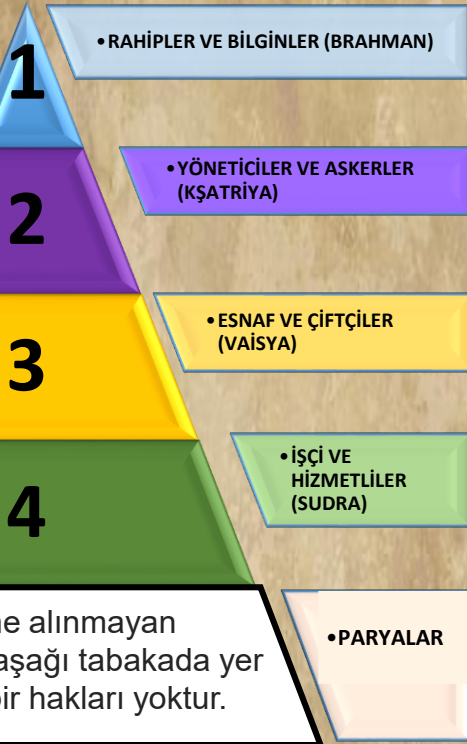 1
• RAHİPLER VE BİLGİNLER (BRAHMAN)
2
• YÖNETİCİLER VE ASKERLER
(KŞATRİYA)
3
• ESNAF VE ÇİFTÇİLER
(VAİSYA)
4
• İŞÇİ VE
HİZMETLİLER
(SUDRA)
• PARYALAR
alınmayan
aşağı tabakada yer
bir hakları yoktur.